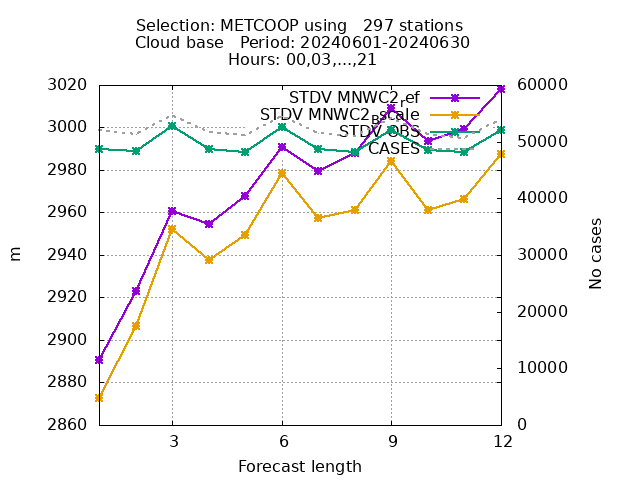 Selection: METCOOP using 297 stations
Cloud base Period: 20240601-20240630
Hours: 00,03,...,21
3020
3000
2980
2960
2940
2920
2900
2880
2860
m
STDV MNWC2_ref
STDV MNWC2_Bscale
STDV OBS
CASES
60000
50000
40000
30000
20000
10000
0
No cases
3
6
9
12
Forecast length